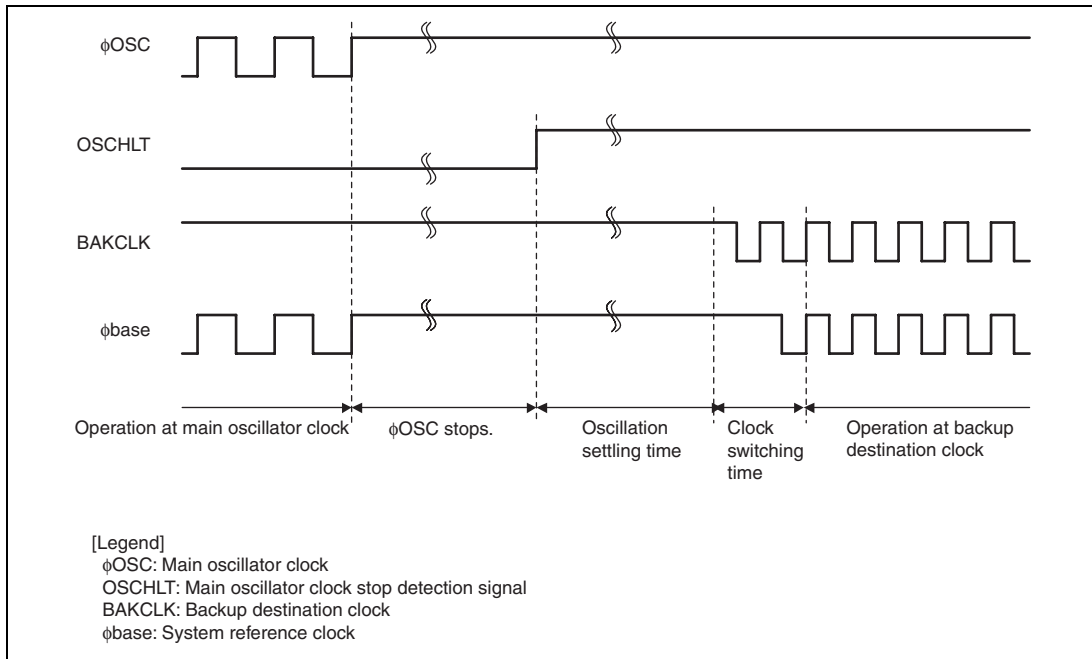 φOSC
OSCHLT
BAKCLK
φbase
Operation at main oscillator clock
φOSC stops.
Oscillation
settling time
Clock
switching
time
Operation at backup
destination clock
[Legend]
φOSC: Main oscillator clock
OSCHLT: Main oscillator clock stop detection signal
BAKCLK: Backup destination clock
φbase: System reference clock